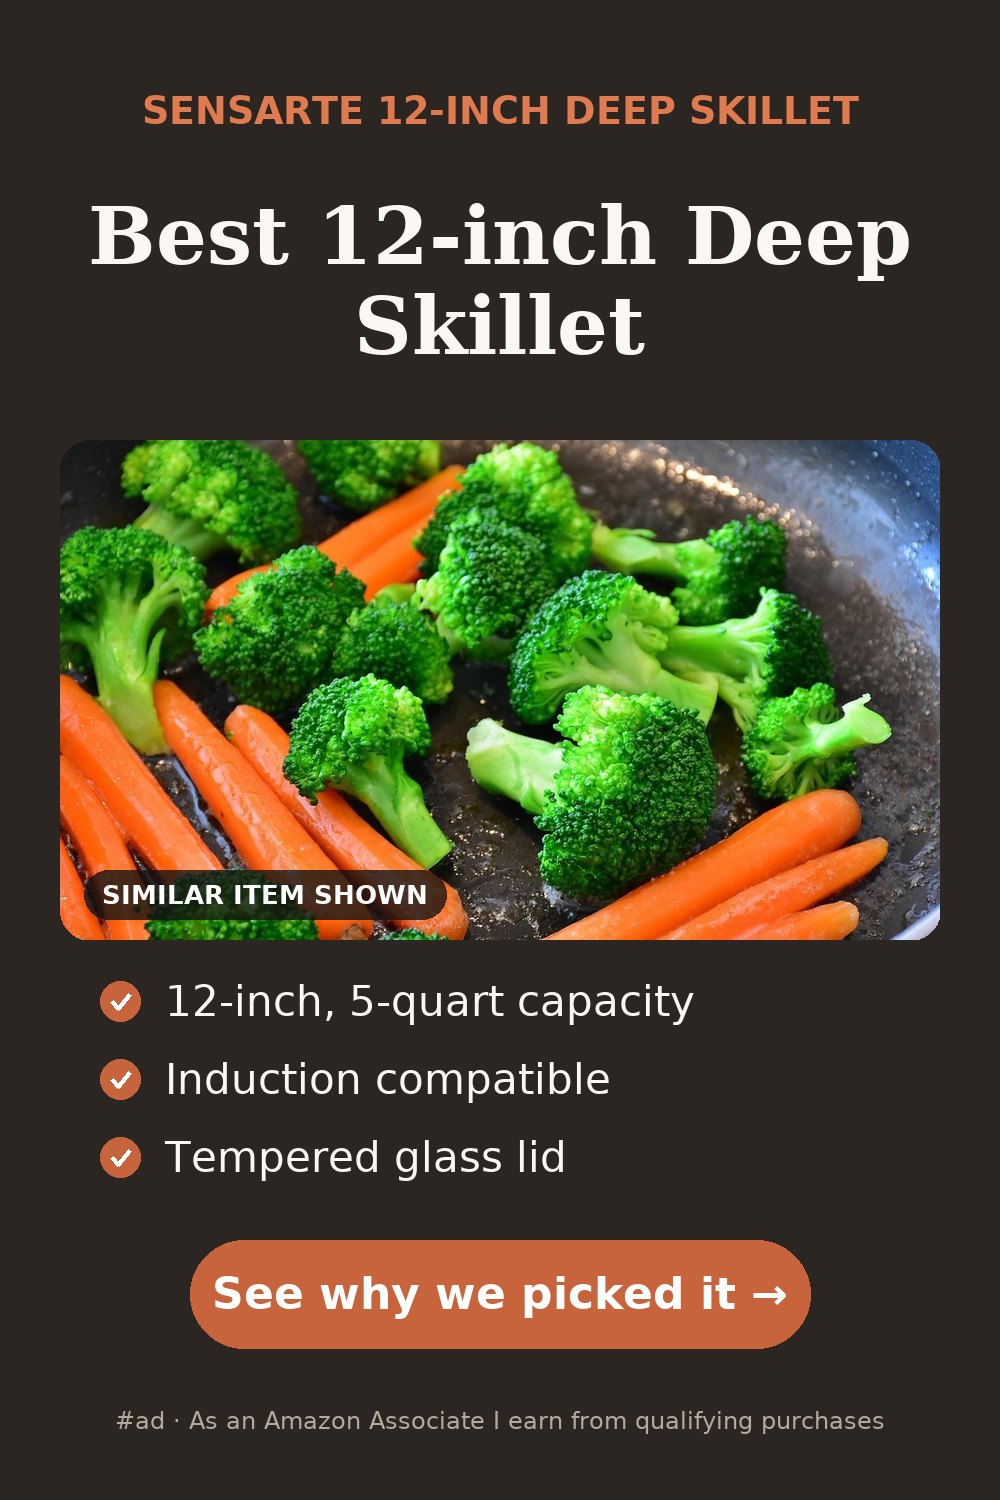 SENSARTE 12-INCH DEEP SKILLET
Best 12-inch Deep
Skillet
SIMILAR ITEM SHOWN
12-inch, 5-quart capacity
Induction compatible
Tempered glass lid
See why we picked it →
#ad · As an Amazon Associate I earn from qualifying purchases